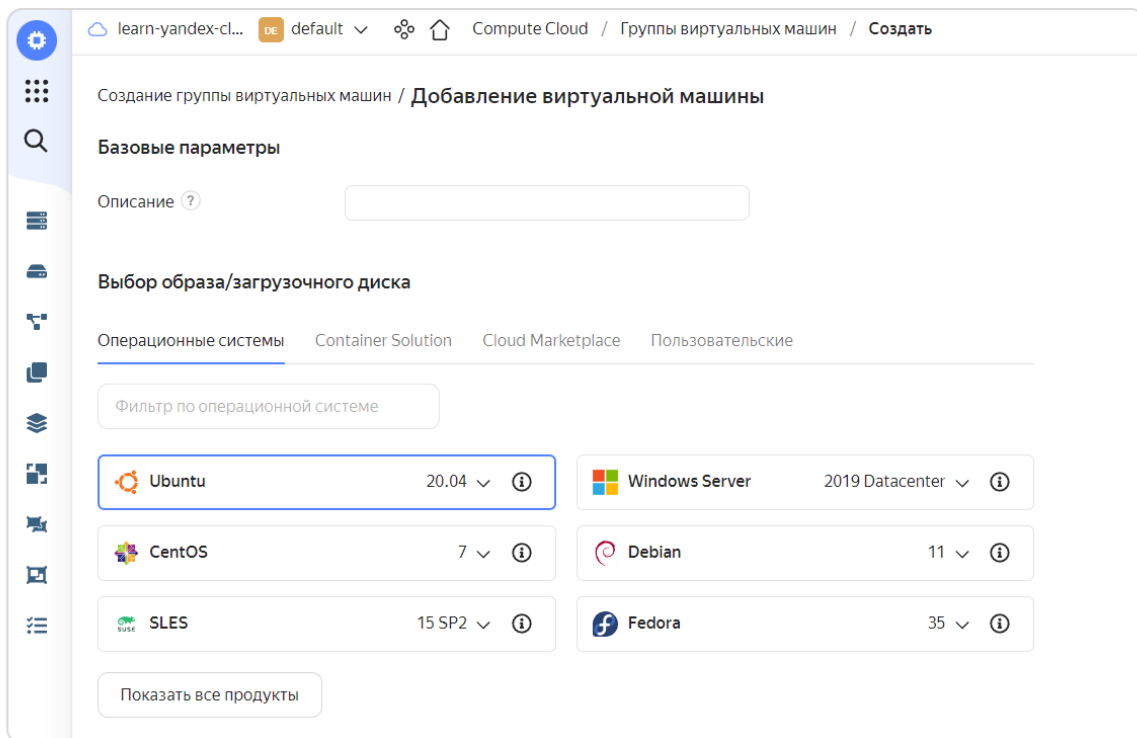 learn-yandex-cl... DE default Compute Cloud / Группы виртуальных машин / Создать
Создание группы виртуальных машин / Добавление виртуальной машины
Базовые параметры
Описание ?
Выбор образа/загрузочного диска
Операционные системы Container Solution Cloud Marketplace Пользовательские
Фильтр по операционной системе
Ubuntu 20.04 Windows Server 2019 Datacenter
CentOS 7 Debian 11
SUSE SLES 15 SP2 Fedora 35
Показать все продукты